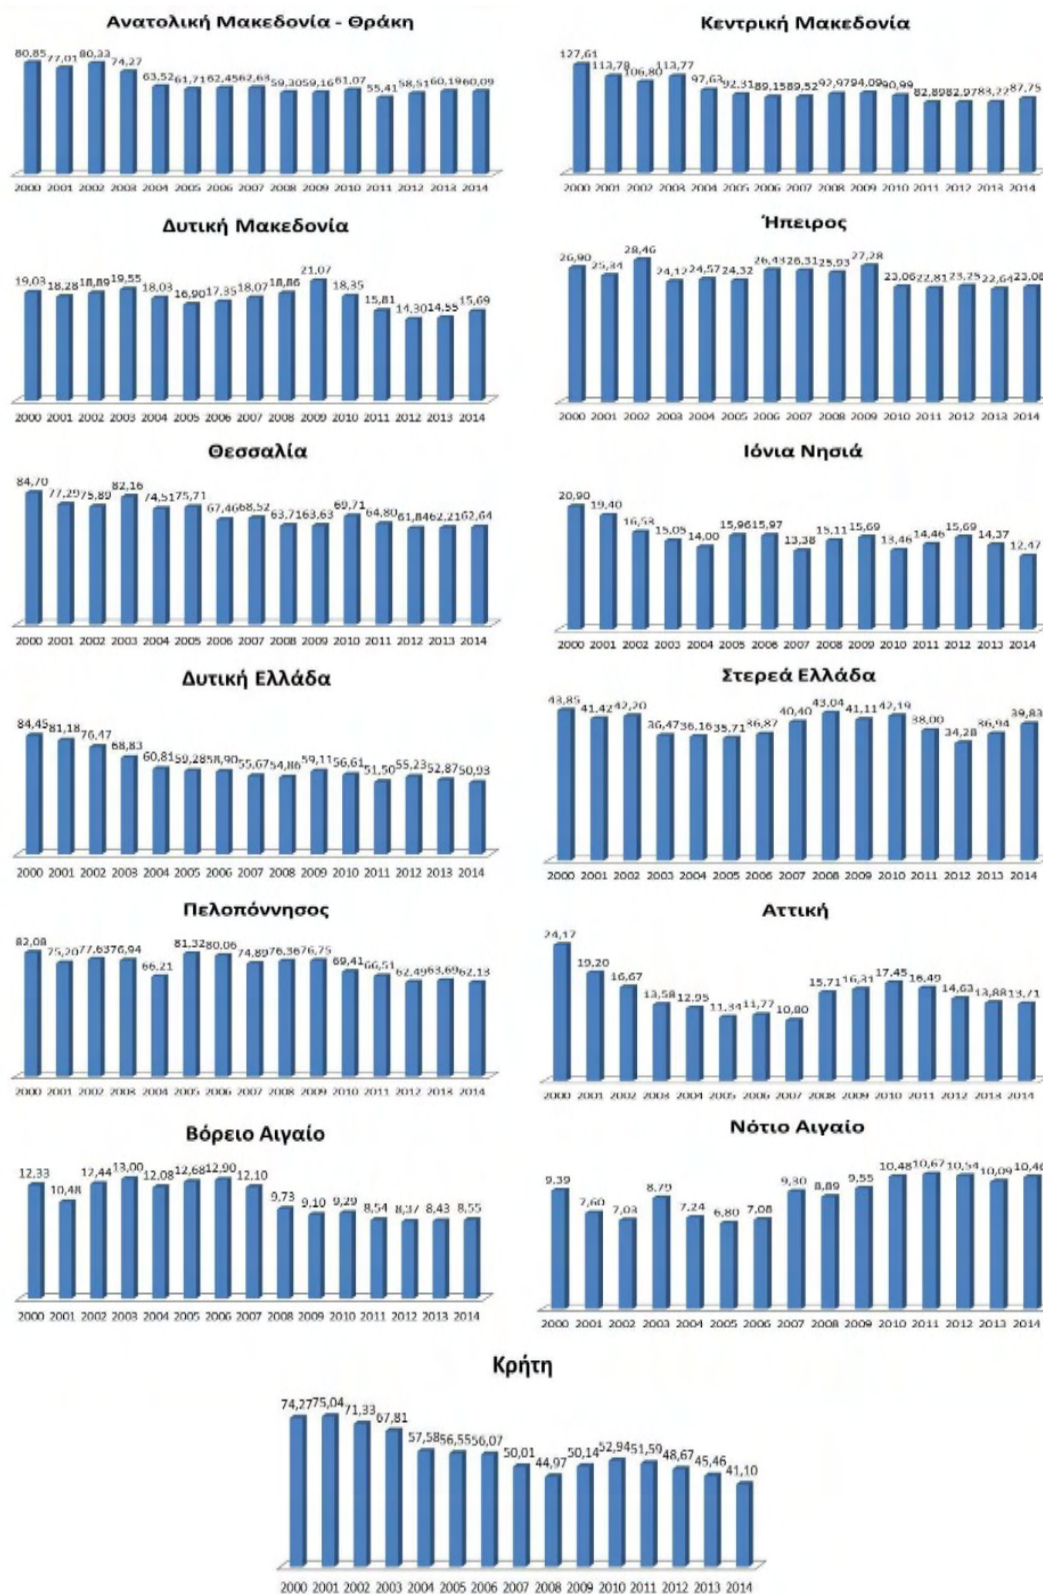 Ανατολική Μακεδονία - Θράκη
80,85 77,01 80,33 74,27 63,52 61,71 62,45 62,63 59,30 59,16 61,07 55,41 58,51 60,19 60,09
2000 2001 2002 2003 2004 2005 2006 2007 2008 2009 2010 2011 2012 2013 2014
Κεντρική Μακεδονία
127,61 113,78 106,80 113,77 97,63 92,31 89,15 89,52 92,97 94,09 90,99 82,89 82,97 83,22 87,75
2000 2001 2002 2003 2004 2005 2006 2007 2008 2009 2010 2011 2012 2013 2014
Δυτική Μακεδονία
19,03 18,28 18,89 19,55 18,03 16,90 17,35 18,07 18,86 21,07 18,35 15,81 14,30 14,55 15,69
2000 2001 2002 2003 2004 2005 2006 2007 2008 2009 2010 2011 2012 2013 2014
Ήπειρος
26,90 25,34 28,46 24,12 24,57 24,32 26,43 26,31 25,93 27,28 23,06 22,81 23,25 22,64 23,08
2000 2001 2002 2003 2004 2005 2006 2007 2008 2009 2010 2011 2012 2013 2014
Θεσσαλία
84,70 77,29 75,89 82,16 74,51 75,71 67,46 68,52 63,71 63,63 69,71 64,80 61,84 62,21 62,64
2000 2001 2002 2003 2004 2005 2006 2007 2008 2009 2010 2011 2012 2013 2014
Ιόνια Νησιά
20,90 19,40 16,53 15,05 14,00 15,96 15,97 13,38 15,11 15,69 13,46 14,46 15,69 14,37 12,47
2000 2001 2002 2003 2004 2005 2006 2007 2008 2009 2010 2011 2012 2013 2014
Δυτική Ελλάδα
84,45 81,18 76,47 68,83 60,81 59,28 58,90 55,67 54,86 59,11 56,61 51,50 55,23 52,87 50,93
2000 2001 2002 2003 2004 2005 2006 2007 2008 2009 2010 2011 2012 2013 2014
Στερεά Ελλάδα
43,85 41,42 42,20 36,47 36,16 35,71 36,87 40,40 43,04 41,11 42,19 38,00 34,28 36,94 39,83
2000 2001 2002 2003 2004 2005 2006 2007 2008 2009 2010 2011 2012 2013 2014
Πελοπόννησος
82,08 75,20 77,63 76,94 66,21 81,32 80,06 74,89 76,36 76,75 69,41 66,51 62,49 63,69 62,13
2000 2001 2002 2003 2004 2005 2006 2007 2008 2009 2010 2011 2012 2013 2014
Αττική
24,17 19,20 16,67 13,58 12,95 11,34 11,77 10,80 15,71 16,31 17,45 16,49 14,63 13,88 13,71
2000 2001 2002 2003 2004 2005 2006 2007 2008 2009 2010 2011 2012 2013 2014
Βόρειο Αιγαίο
12,33 10,48 12,44 13,00 12,08 12,68 12,90 12,10 9,73 9,10 9,29 8,54 8,37 8,43 8,55
2000 2001 2002 2003 2004 2005 2006 2007 2008 2009 2010 2011 2012 2013 2014
Νότιο Αιγαίο
9,39 7,60 7,03 8,79 7,24 6,80 7,08 9,30 8,89 9,55 10,48 10,67 10,54 10,09 10,46
2000 2001 2002 2003 2004 2005 2006 2007 2008 2009 2010 2011 2012 2013 2014
Κρήτη
74,27 75,04 71,33 67,81 57,58 56,55 56,07 50,01 44,97 50,14 52,94 51,59 48,67 45,46 41,10
2000 2001 2002 2003 2004 2005 2006 2007 2008 2009 2010 2011 2012 2013 2014